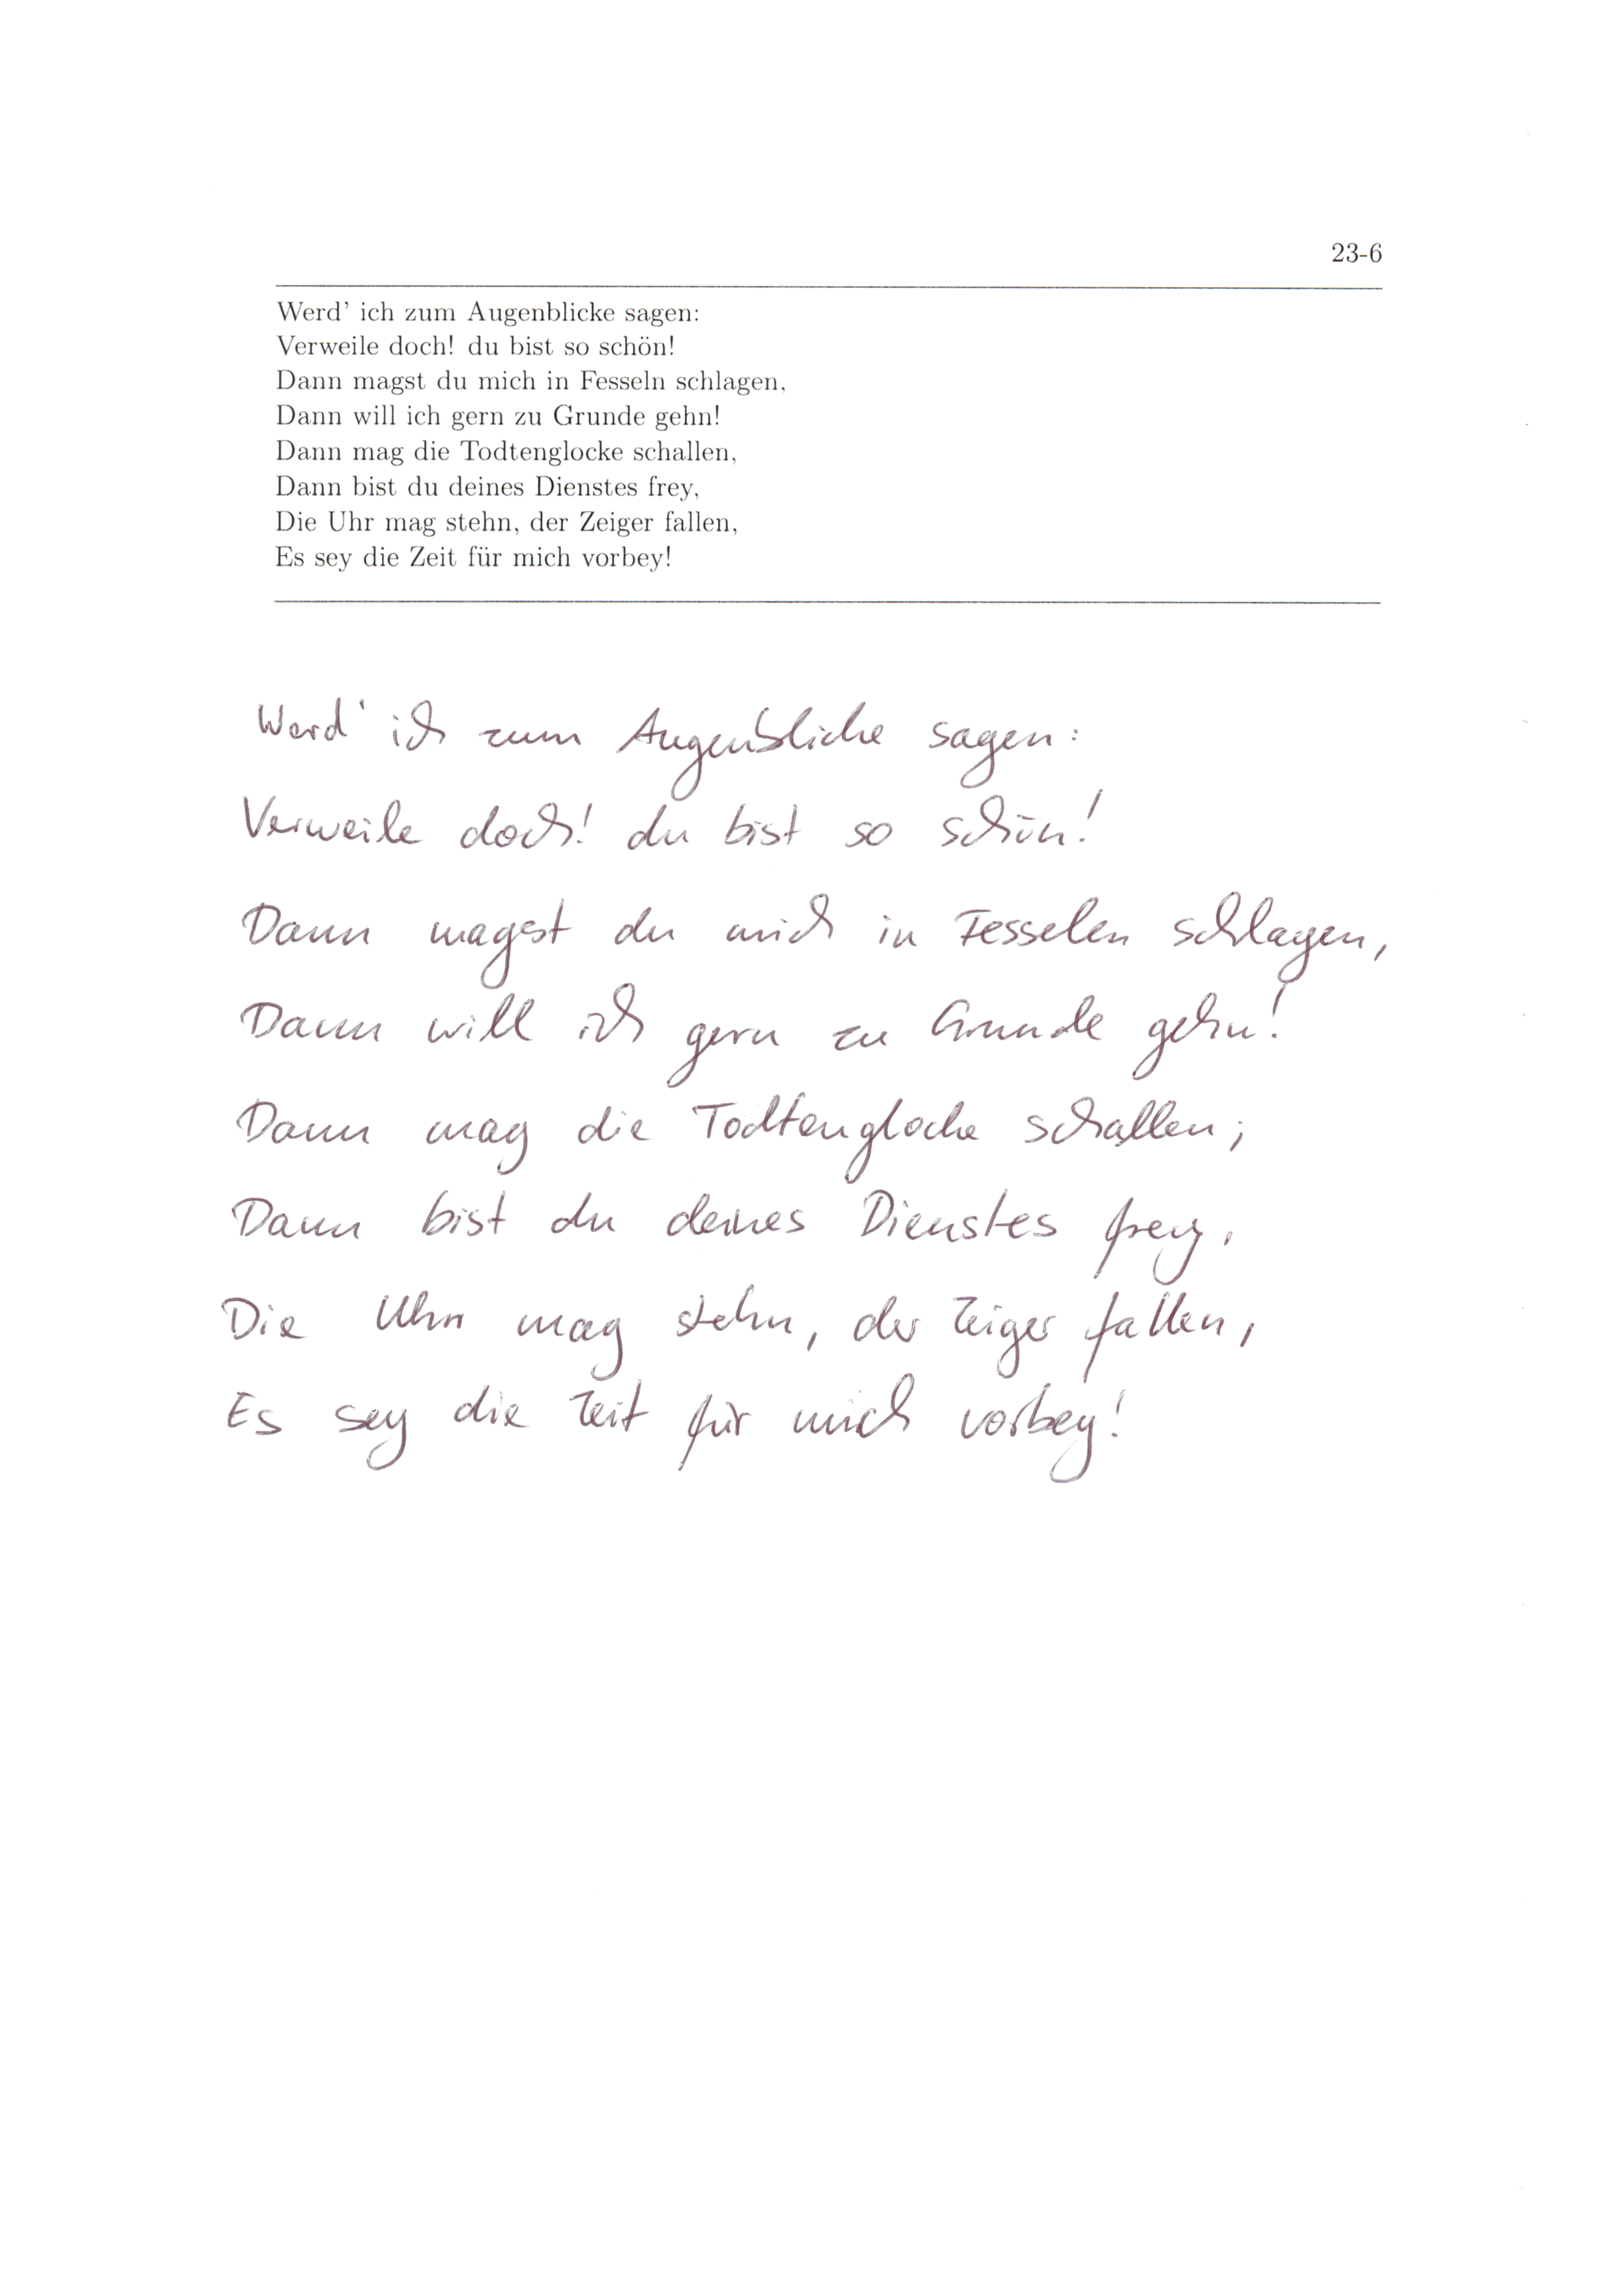 23-6
Werd' ich zum Augenblicke sagen:
Verweile doch! du bist so schön!
Dann magst du mich in Fesseln schlagen,
Dann will ich gern zu Grunde gehn!
Dann mag die Todtenglocke schallen,
Dann bist du deines Dienstes frey,
Die Uhr mag stehn, der Zeiger fallen,
Es sey die Zeit für mich vorbey!
Werd' ich zum Augenblicke sagen:
Verweile doch! du bist so schön!
Dann magst du mich in Fesselen schlagen,
Dann will ich gern zu Grunde gehn!
Dann mag die Todtenglocke schallen;
Dann bist du deines Dienstes frey,
Die Uhr mag stehn, der Zeiger fallen,
Es sey die Zeit für mich vorbey!